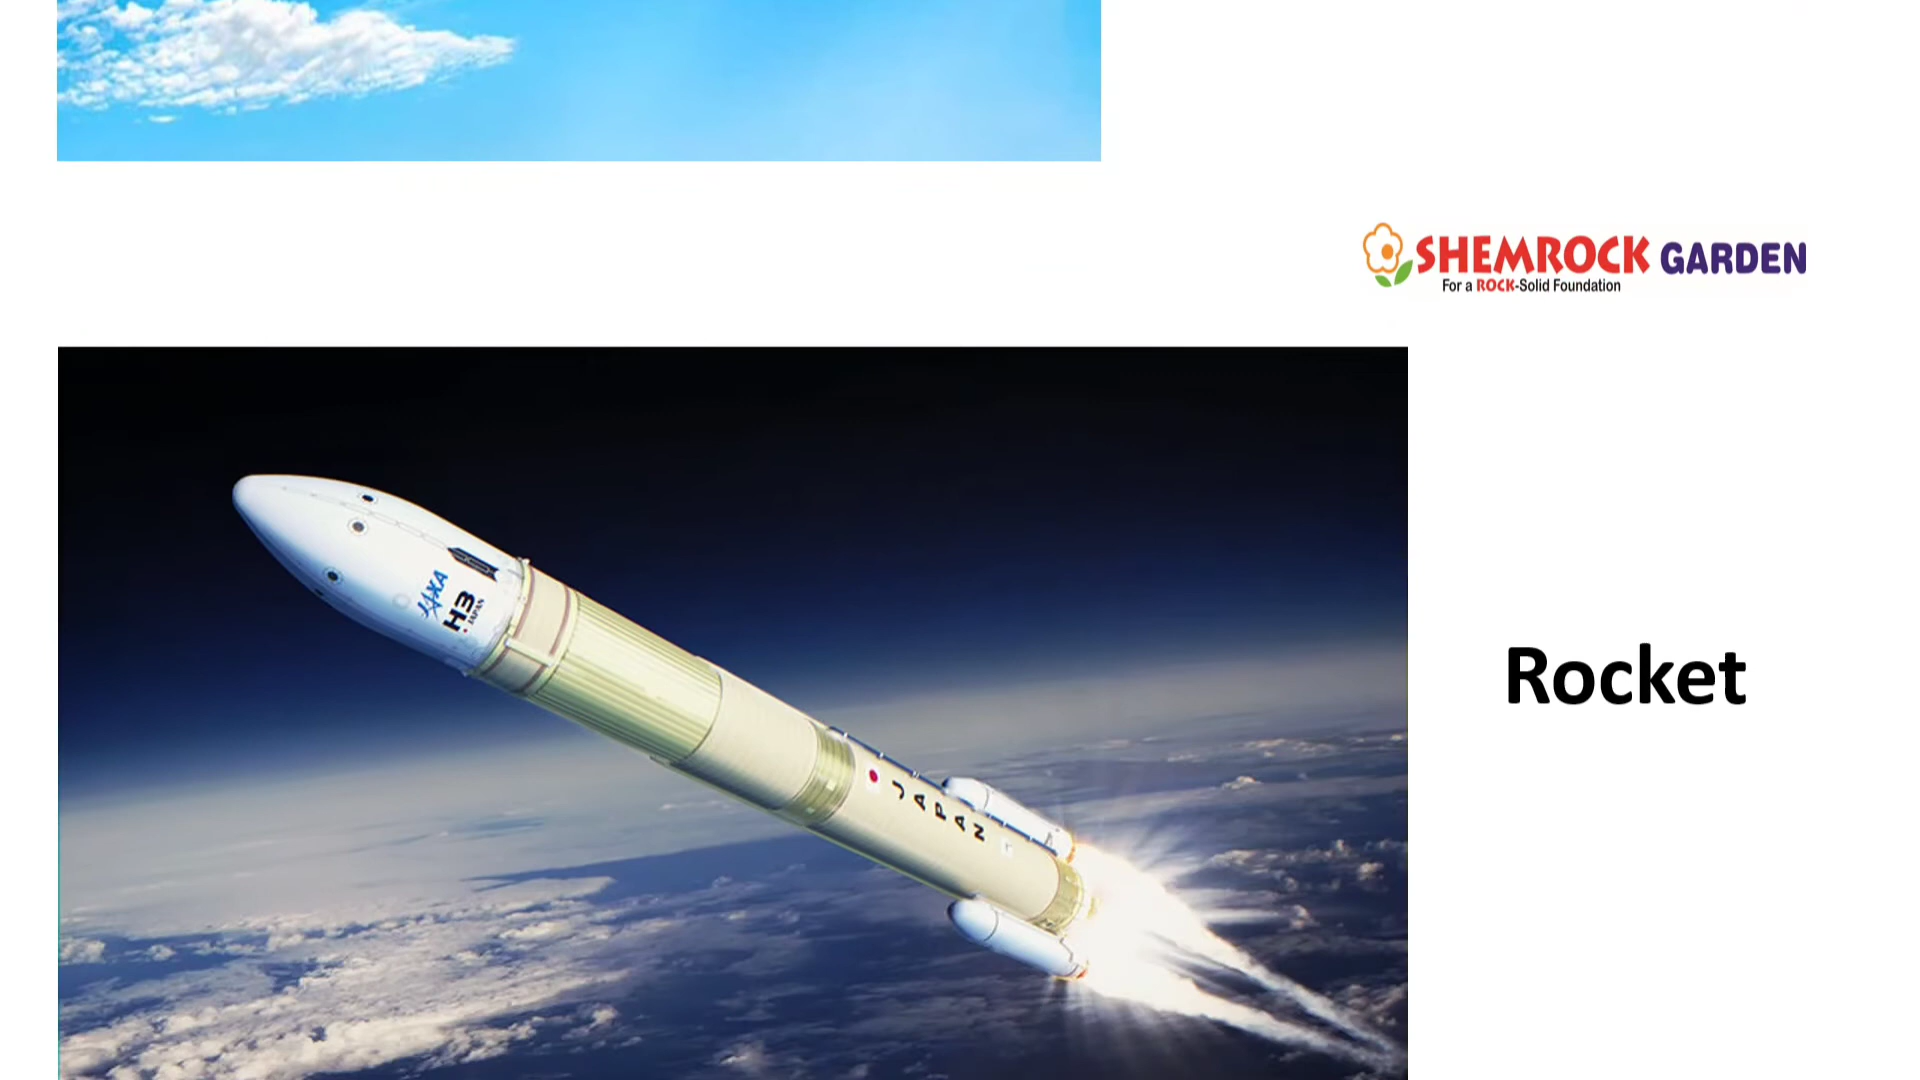 SHEMROCK GARDEN
For a ROCK-Solid Foundation
JAXA
H3
JAPAN
Rocket
JAPAN